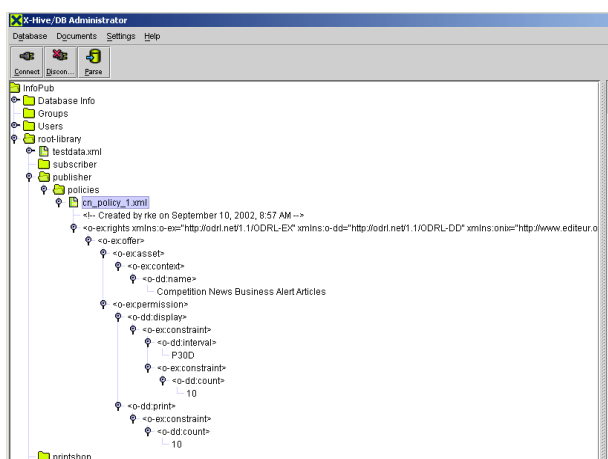 X-Hive/DB Administrator
Database Documents Settings Help
Connect Discon... Parse
InfoPub
Database Info
Groups
Users
root-library
testdata.xml
subscriber
publisher
policies
cn_policy_1.xml
<!-- Created by rke on September 10, 2002, 8:57 AM -->
<o-ex:rights xmlns:o-ex="http://odrl.net/1.1/ODRL-EX" xmlns:o-dd="http://odrl.net/1.1/ODRL-DD" xmlns:onix="http://www.editeur.o
<o-ex:offer>
<o-ex:asset>
<o-ex:context>
<o-dd:name>
Competition News Business Alert Articles
<o-ex:permission>
<o-dd:display>
<o-ex:constraint>
<o-dd:interval>
P30D
<o-ex:constraint>
<o-dd:count>
10
<o-dd:print>
<o-ex:constraint>
<o-dd:count>
10
printshop